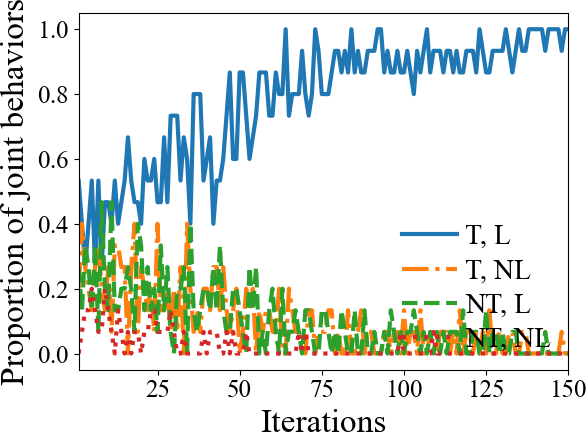 Proportion of joint behaviors
1.0
0.8
0.6
0.4
0.2
0.0
T, L
T, NL
NT, L
NT, NL
25 50 75 100 125 150
Iterations